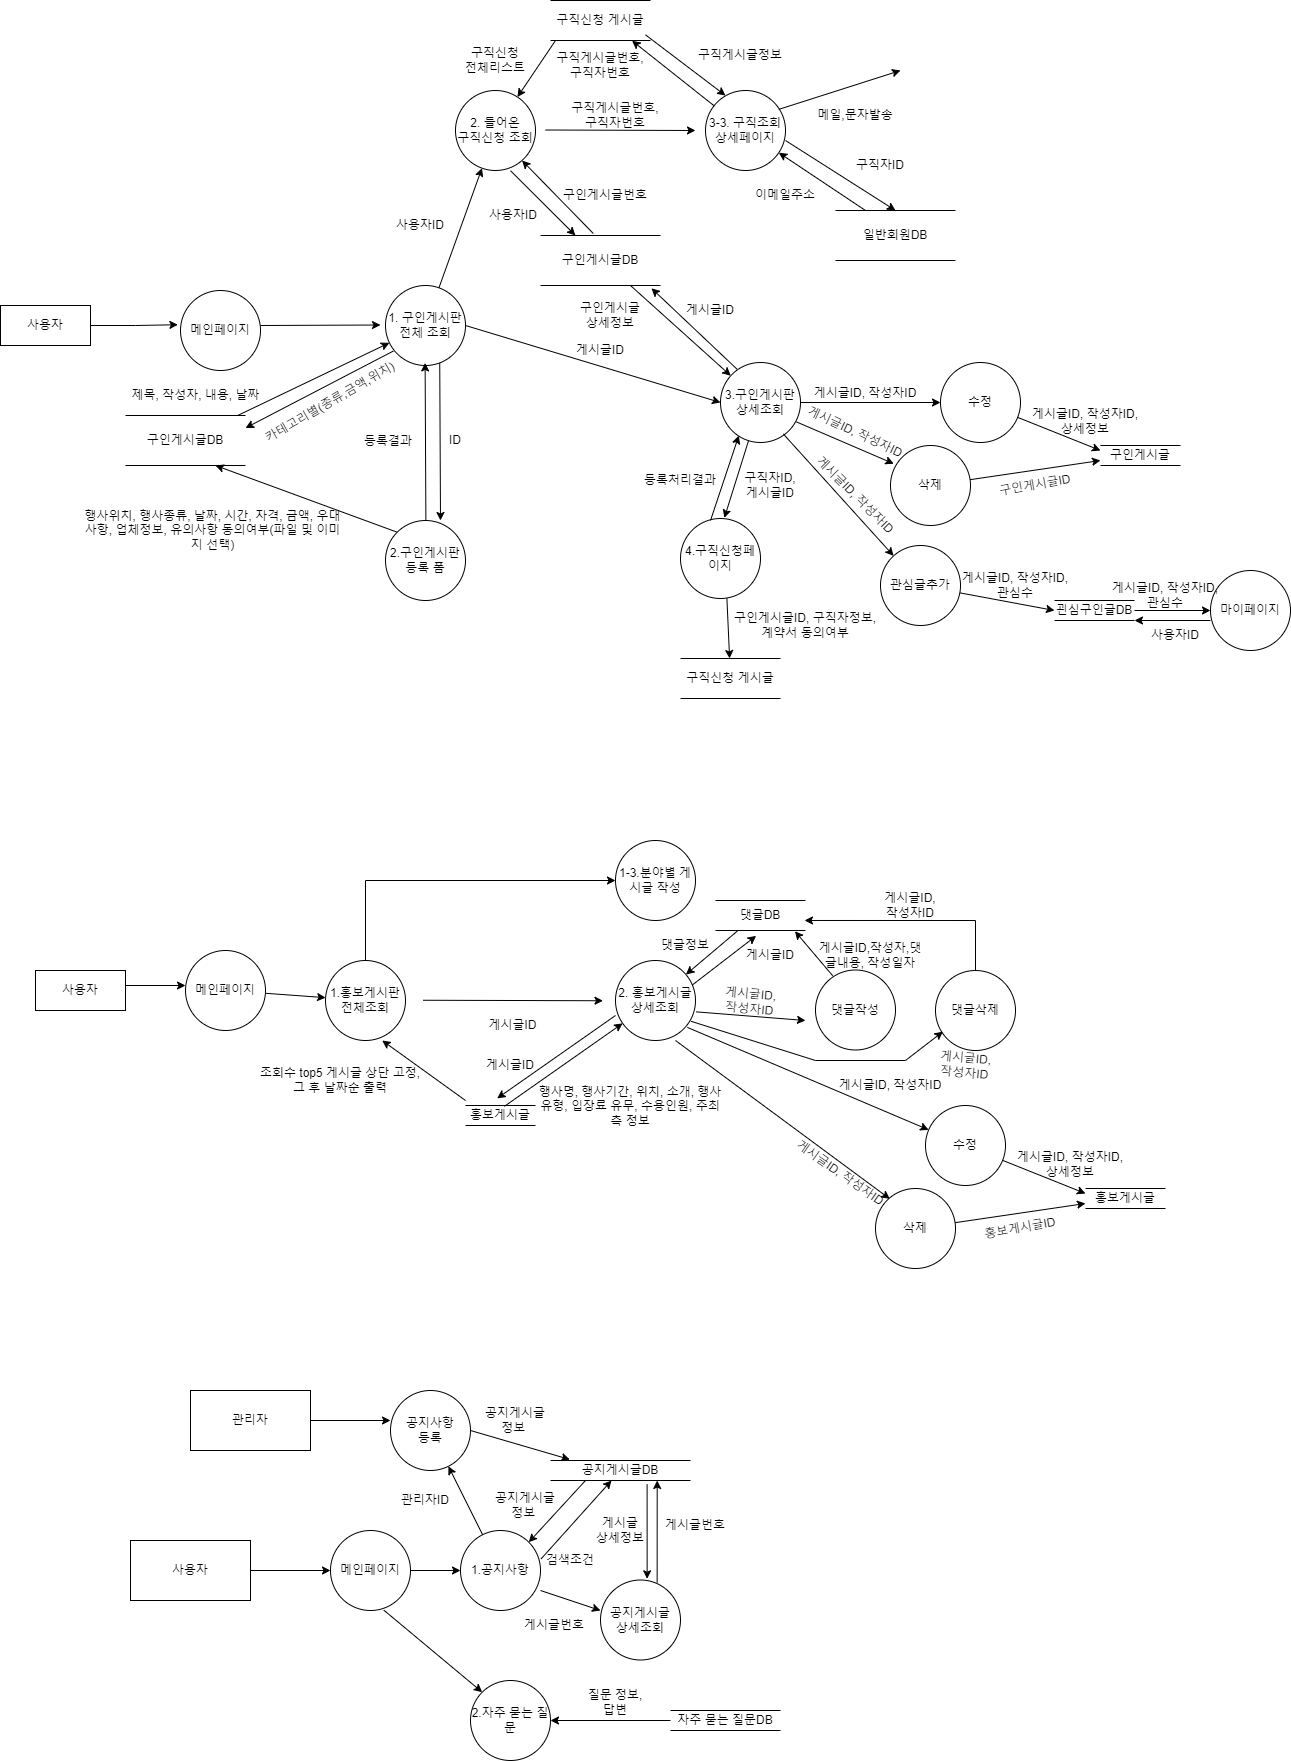 구직신청 게시글
구직신청
전체리스트
구직게시글번호,
구직자번호
구직게시글정보
2. 들어온
구직신청 조회
구직게시글번호,
구직자번호
3-3. 구직조회
상세페이지
메일,문자발송
구직자ID
이메일주소
일반회원DB
사용자ID
사용자ID
구인게시글번호
구인게시글DB
사용자
메인페이지
1. 구인게시판
전체 조회
구인게시글
상세정보
게시글ID
게시글ID
제목, 작성자, 내용, 날짜
카테고리별(종류,금액,위치)
구인게시글DB
등록결과
ID
행사위치, 행사종류, 날짜, 시간, 자격, 금액, 우대
사항, 업체정보, 유의사항 동의여부(파일 및 이미
지 선택)
2.구인게시판
등록 폼
3.구인게시판
상세조회
게시글ID, 작성자ID
수정
게시글ID, 작성자ID,
상세정보
게시글ID, 작성자ID
삭제
구인게시글ID
구인게시글
게시글ID, 작성자ID
등록처리결과
구직자ID,
게시글ID
4.구직신청페
이지
관심글추가
게시글ID, 작성자ID,
관심수
괸심구인글DB
게시글ID, 작성자ID,
관심수
사용자ID
마이페이지
구인게시글ID, 구직자정보,
계약서 동의여부
구직신청 게시글
1-3.분야별 게
시글 작성
댓글DB
게시글ID,
작성자ID
댓글정보
게시글ID
게시글ID,작성자,댓
글내용, 작성일자
사용자
메인페이지
1.홍보게시판
전체조회
2. 홍보게시글
상세조회
게시글ID,
작성자ID
댓글작성
댓글삭제
게시글ID
게시글ID
게시글ID,
작성자ID
조회수 top5 게시글 상단 고정,
그 후 날짜순 출력
홍보게시글
행사명, 행사기간, 위치, 소개, 행사
유형, 입장료 유무, 수용인원, 주최
측 정보
게시글ID, 작성자ID
게시글ID, 작성자ID
수정
게시글ID, 작성자ID,
상세정보
홍보게시글
삭제
홍보게시글ID
관리자
공지사항
등록
공지게시글
정보
공지게시글DB
관리자ID
공지게시글
정보
게시글
상세정보
게시글번호
사용자
메인페이지
1.공지사항
검색조건
게시글번호
공지게시글
상세조회
2.자주 묻는 질
문
질문 정보,
답변
자주 묻는 질문DB